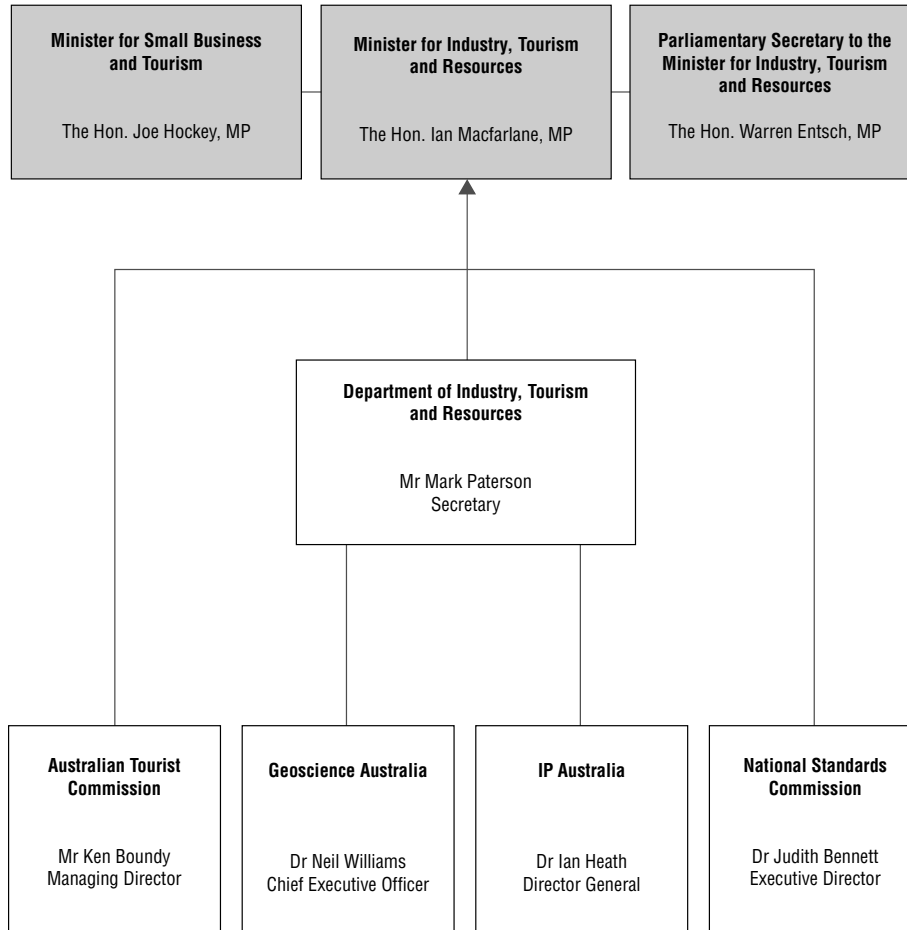 Minister for Small Business
and Tourism
The Hon. Joe Hockey, MP
Minister for Industry, Tourism
and Resources
The Hon. Ian Macfarlane, MP
Parliamentary Secretary to the
Minister for Industry, Tourism
and Resources
The Hon. Warren Entsch, MP
Department of Industry, Tourism
and Resources
Mr Mark Paterson
Secretary
Australian Tourist
Commission
Mr Ken Boundy
Managing Director
Geoscience Australia
Dr Neil Williams
Chief Executive Officer
IP Australia
Dr Ian Heath
Director General
National Standards
Commission
Dr Judith Bennett
Executive Director